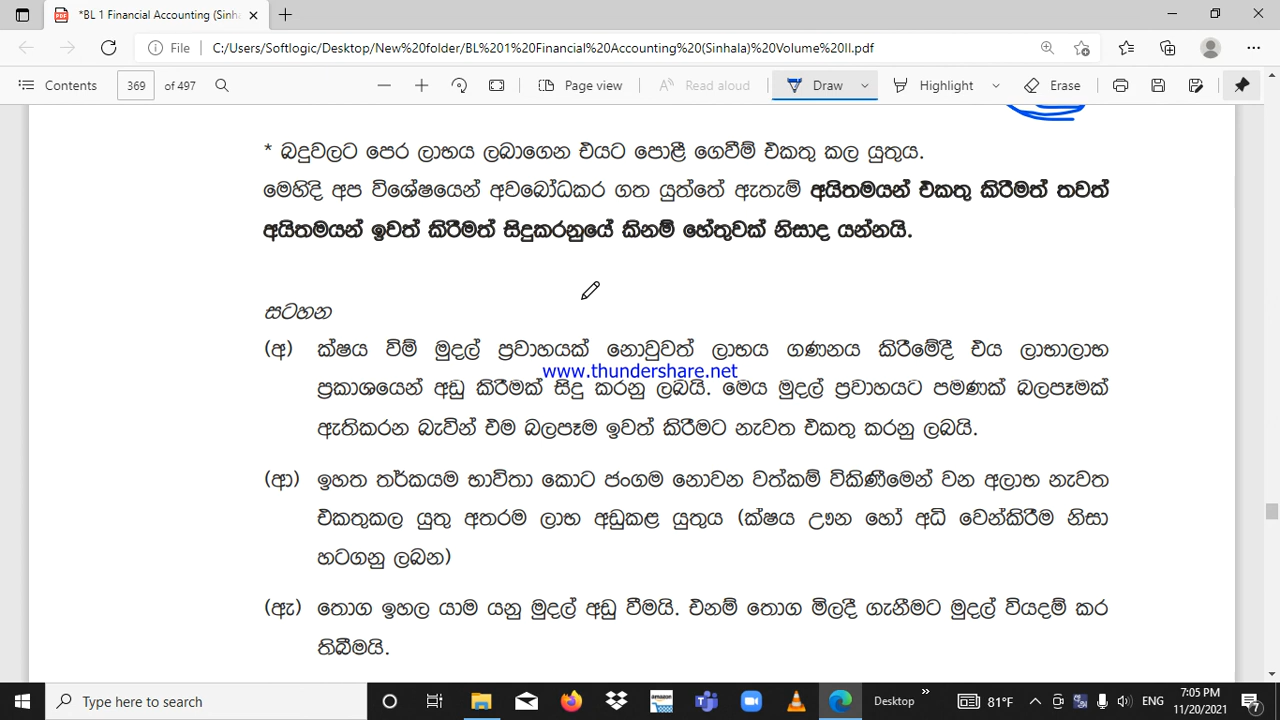 *BL 1 Financial Accounting (Sinh
File
C:/Users/Softlogic/Desktop/New%20folder/BL%201%20Financial%20Accounting%20(Sinhala)%20Volume%20II.pdf
Contents 369 of 497 Page view Read aloud Draw Highlight Erase
* බදුවලට පෙර ලාභය ලබාගෙන එයට පොළී ගෙවීම් එකතු කල යුතුය.
මෙහිදි අප විශේෂයෙන් අවබෝධකර ගත යුත්තේ ඇතැම් අයිතමයන් එකතු කිරීමත් තවත්
අයිතමයන් ඉවත් කිරීමත් සිදුකරනුයේ කිනම් හේතුවක් නිසාද යන්නයි.
සටහන
(අ) ක්ෂය වීම් මුදල් ප්‍රවාහයක් නොවුවත් ලාභය ගණනය කිරීමේදී එය ලාභාලාභ
www.thundershare.net
ප්‍රකාශයෙන් අඩු කිරීමක් සිදු කරනු ලබයි. මෙය මුදල් ප්‍රවාහයට පමණක් බලපෑමක්
ඇතිකරන බැවින් එම බලපෑම ඉවත් කිරීමට නැවත එකතු කරනු ලබයි.
(ආ) ඉහත තර්කයම භාවිතා කොට ජංගම නොවන වත්කම් විකිණීමෙන් වන අලාභ නැවත
එකතුකල යුතු අතරම ලාභ අඩුකළ යුතුය (ක්ෂය ඌන හෝ අධි වෙන්කිරීම නිසා
හටගනු ලබන)
(ඇ) තොග ඉහල යාම යනු මුදල් අඩු වීමයි. එනම් තොග මිලදී ගැනීමට මුදල් වියදම් කර
තිබීමයි.
Type here to search
Desktop
81°F
ENG
7:05 PM
11/20/2021
7